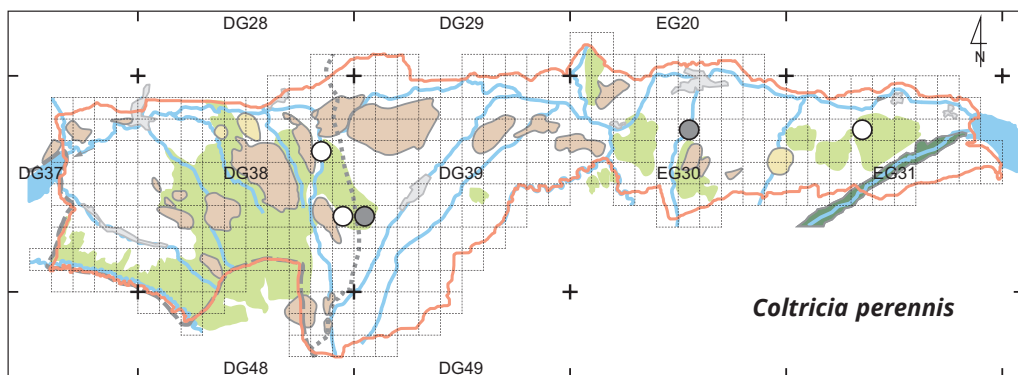 DG28 DG29 EG20
N
DG37 DG38 DG39 EG30 EG31
Coltricia perennis
DG48 DG49